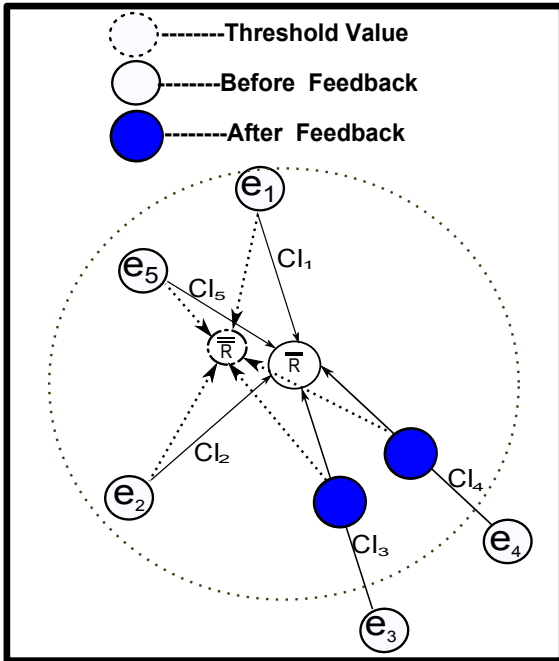 --------Threshold Value
-------Before Feedback
-------After Feedback
e₁
CI₁
e₅
CI₅
R̿
R̅
CI₂
e₂
CI₄
CI₃
e₄
e₃